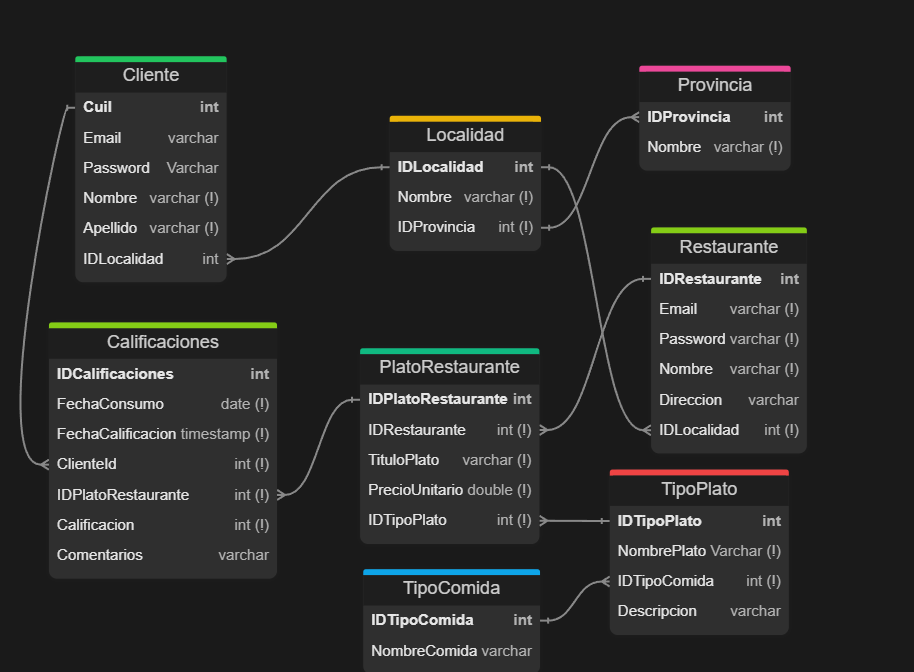 Cliente
Cuil int
Email varchar
Password Varchar
Nombre varchar (!)
Apellido varchar (!)
IDLocalidad int
Localidad
IDLocalidad int
Nombre varchar (!)
IDProvincia int (!)
Provincia
IDProvincia int
Nombre varchar (!)
Restaurante
IDRestaurante int
Email varchar (!)
Password varchar (!)
Nombre varchar (!)
Direccion varchar
IDLocalidad int (!)
Calificaciones
IDCalificaciones int
FechaConsumo date (!)
FechaCalificacion timestamp (!)
ClienteId int (!)
IDPlatoRestaurante int (!)
Calificacion int (!)
Comentarios varchar
PlatoRestaurante
IDPlatoRestaurante int
IDRestaurante int (!)
TituloPlato varchar (!)
PrecioUnitario double (!)
IDTipoPlato int (!)
TipoPlato
IDTipoPlato int
NombrePlato Varchar (!)
IDTipoComida int (!)
Descripcion varchar
TipoComida
IDTipoComida int
NombreComida varchar